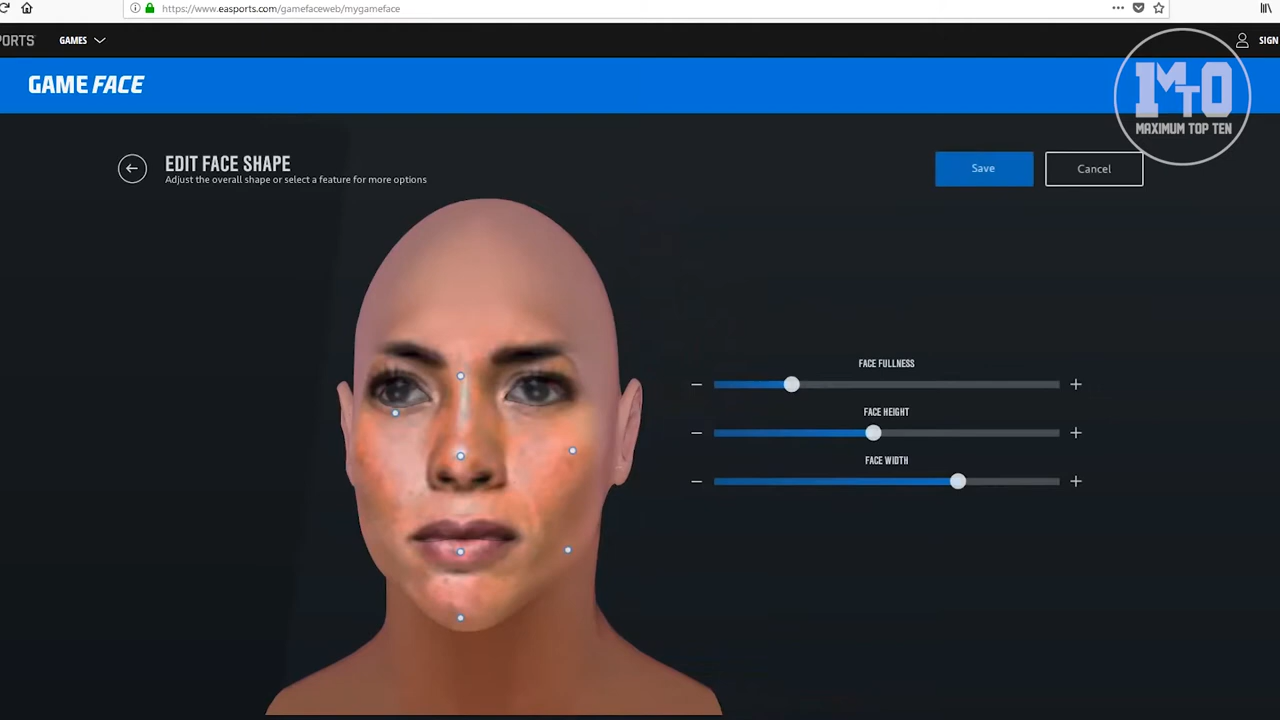 https://www.easports.com/gamefaceweb/mygameface
PORTS
GAMES
SIGN
GAME FACE
MTO
MAXIMUM TOP TEN
EDIT FACE SHAPE
Adjust the overall shape or select a feature for more options
Save
Cancel
FACE FULLNESS
FACE HEIGHT
FACE WIDTH